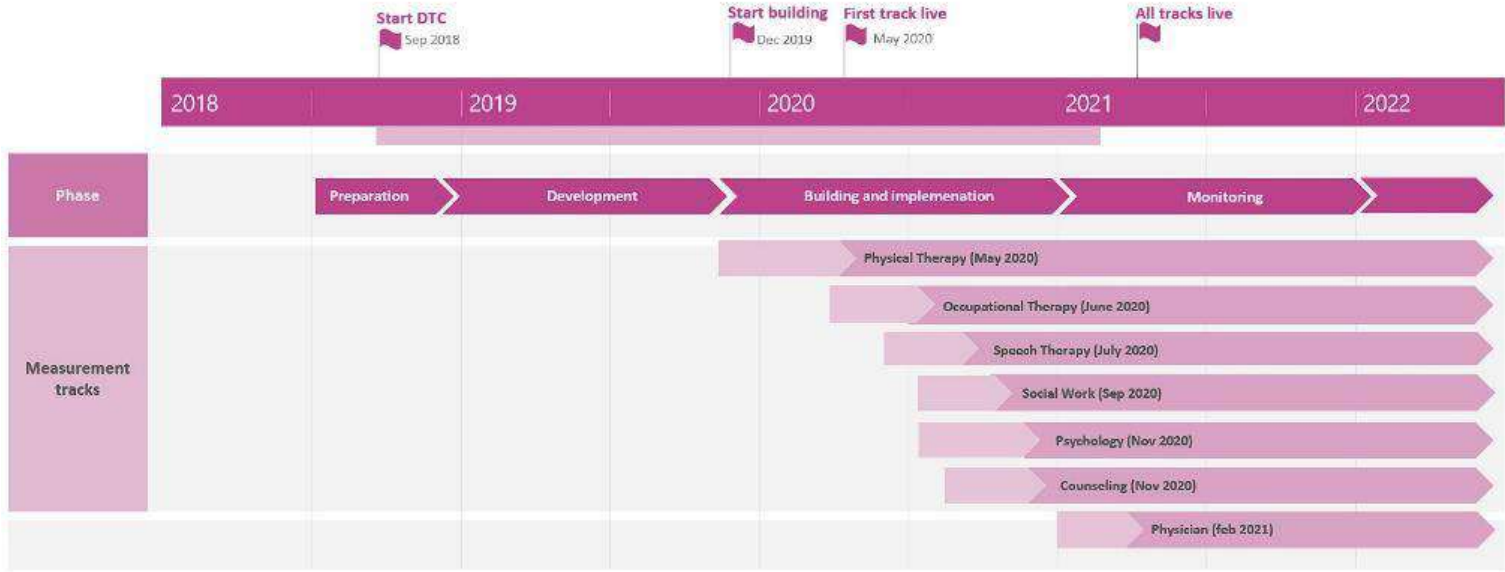 Start DTC
Sep 2018
Start building
Dec 2019
First track live
May 2020
All tracks live
2018
2019
2020
2021
2022
Phase
Preparation
Development
Building and implemenation
Monitoring
Measurement
tracks
Physical Therapy (May 2020)
Occupational Therapy (June 2020)
Speech Therapy (July 2020)
Social Work (Sep 2020)
Psychology (Nov 2020)
Counseling (Nov 2020)
Physician (feb 2021)